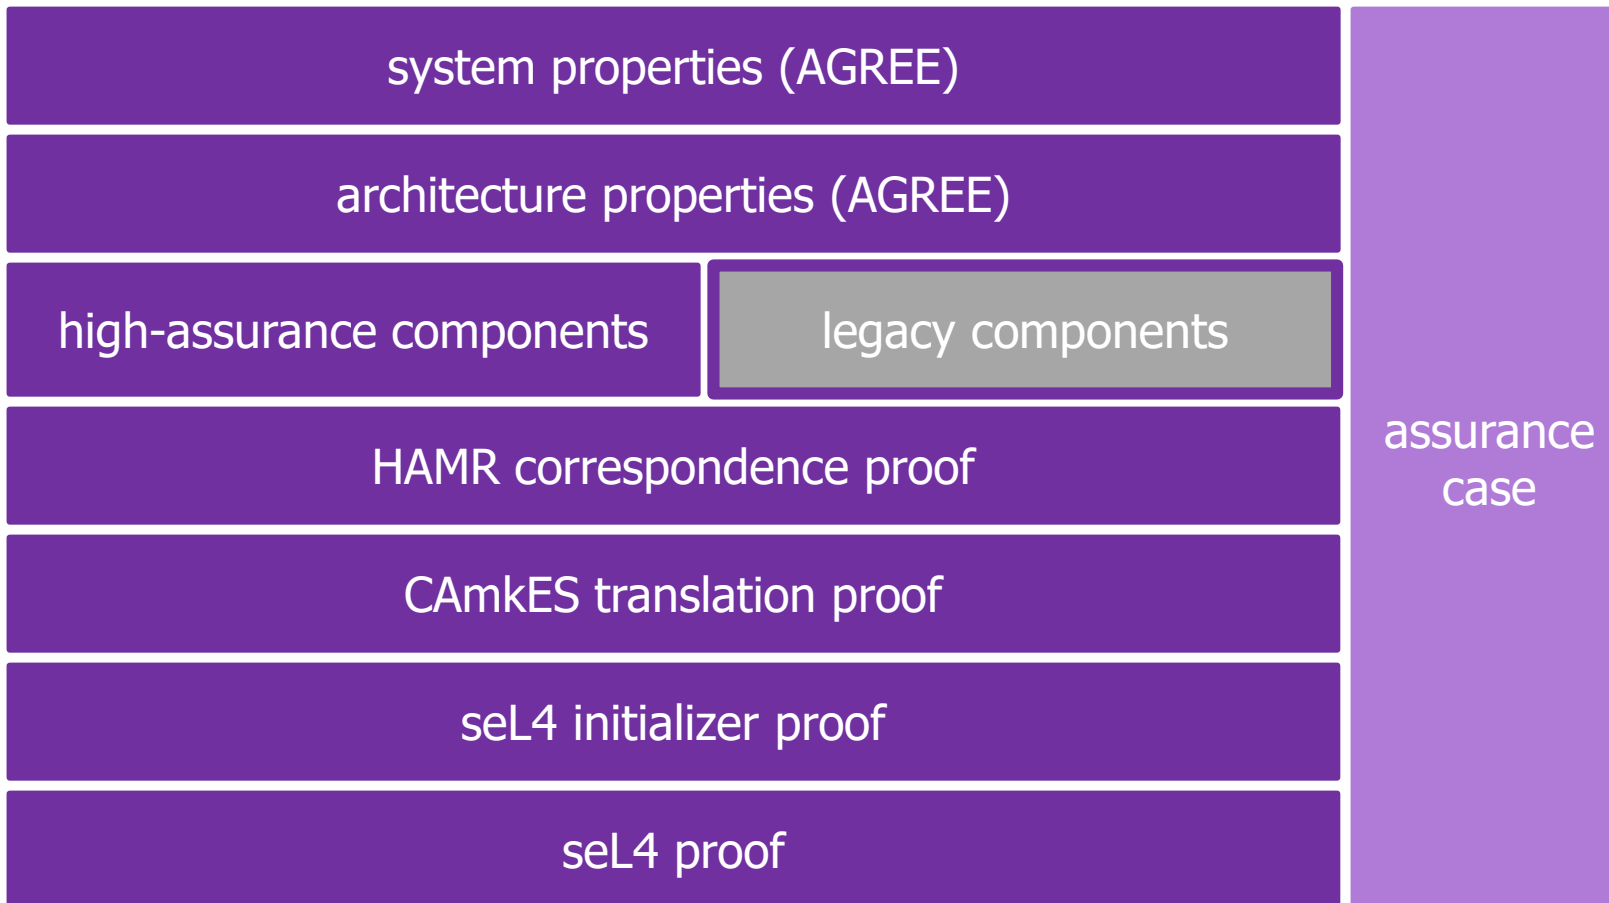 system properties (AGREE)
architecture properties (AGREE)
high-assurance components
legacy components
HAMR correspondence proof
CAmkES translation proof
seL4 initializer proof
seL4 proof
assurance
case